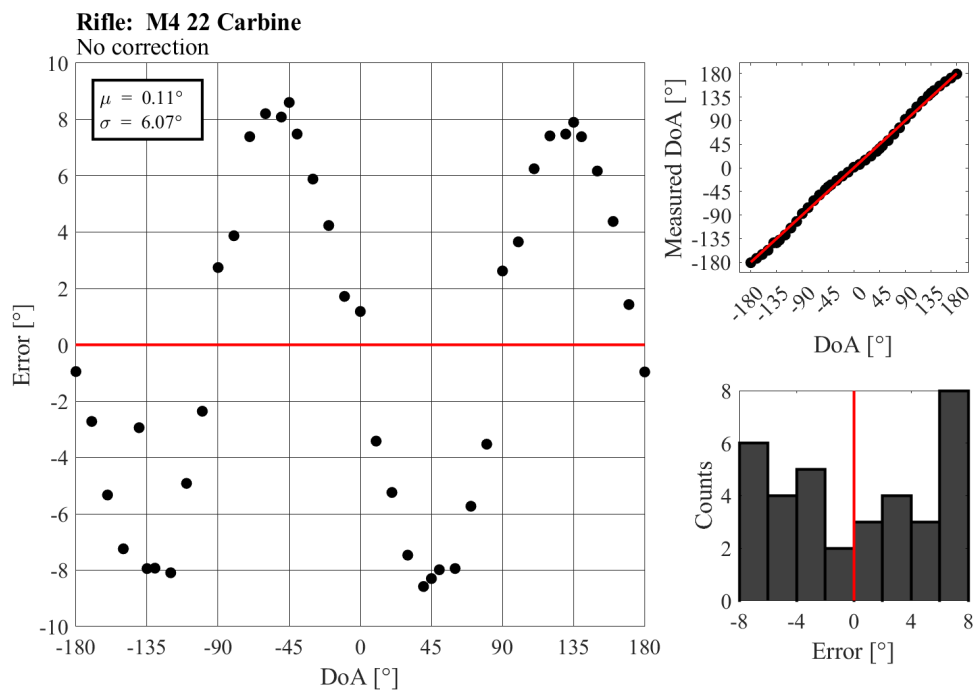 Rifle: M4 22 Carbine
No correction
10
8
6
4
2
0
-2
-4
-6
-8
-10
Error [°]
μ = 0.11°
σ = 6.07°
-180 -135 -90 -45 0 45 90 135 180
DoA [°]
180
135
90
45
0
-45
-90
-135
-180
Measured DoA [°]
-180 -135 -90 -45 0 45 90 135 180
DoA [°]
8
6
4
2
0
Counts
-8 -4 0 4 8
Error [°]